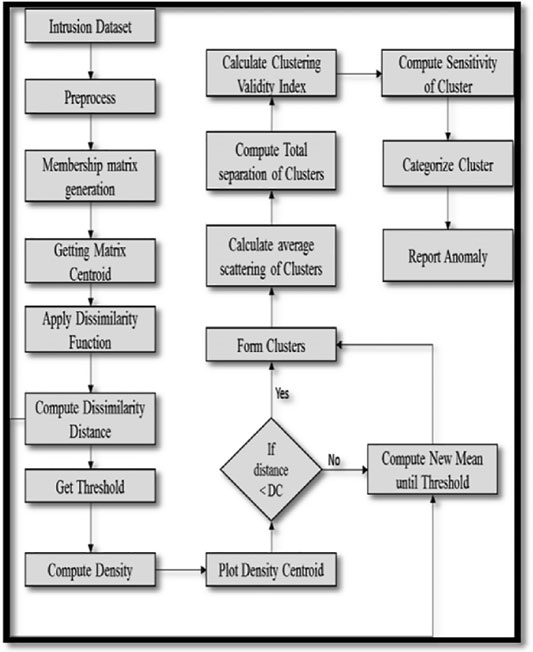 Intrusion Dataset
Preprocess
Membership matrix
generation
Getting Matrix
Centroid
Apply Dissimilarity
Function
Compute Dissimilarity
Distance
Get Threshold
Compute Density
Plot Density Centroid
If
distance
< DC
Yes
No
Compute New Mean
until Threshold
Form Clusters
Calculate average
scattering of Clusters
Compute Total
separation of Clusters
Calculate Clustering
Validity Index
Compute Sensitivity
of Cluster
Categorize Cluster
Report Anomaly